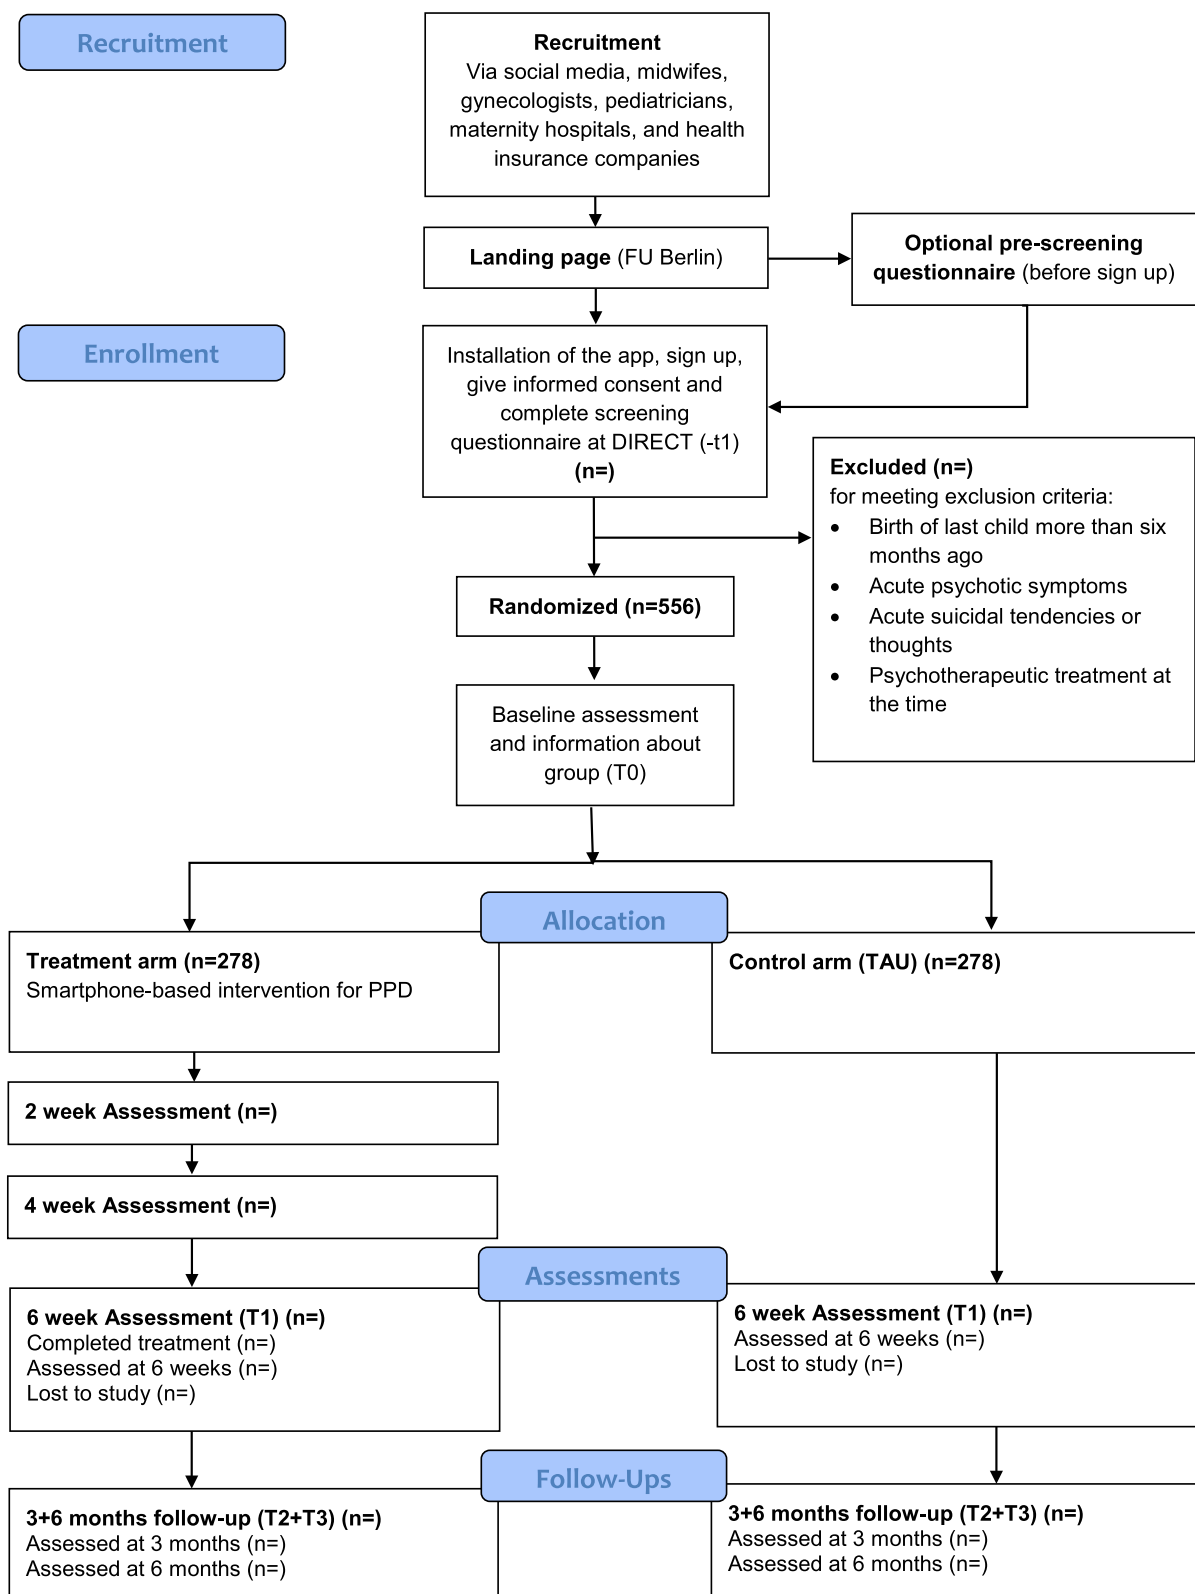 Recruitment
Recruitment
Via social media, midwifes,
gynecologists, pediatricians,
maternity hospitals, and health
insurance companies
Landing page (FU Berlin)
Optional pre-screening
questionnaire (before sign up)
Enrollment
Installation of the app, sign up,
give informed consent and
complete screening
questionnaire at DIRECT (-t1)
(n=)
Excluded (n=)
for meeting exclusion criteria:
• Birth of last child more than six
months ago
• Acute psychotic symptoms
• Acute suicidal tendencies or
thoughts
• Psychotherapeutic treatment at
the time
Randomized (n=556)
Baseline assessment
and information about
group (T0)
Allocation
Treatment arm (n=278)
Smartphone-based intervention for PPD
Control arm (TAU) (n=278)
2 week Assessment (n=)
4 week Assessment (n=)
Assessments
6 week Assessment (T1) (n=)
Completed treatment (n=)
Assessed at 6 weeks (n=)
Lost to study (n=)
6 week Assessment (T1) (n=)
Assessed at 6 weeks (n=)
Lost to study (n=)
Follow-Ups
3+6 months follow-up (T2+T3) (n=)
Assessed at 3 months (n=)
Assessed at 6 months (n=)
3+6 months follow-up (T2+T3) (n=)
Assessed at 3 months (n=)
Assessed at 6 months (n=)